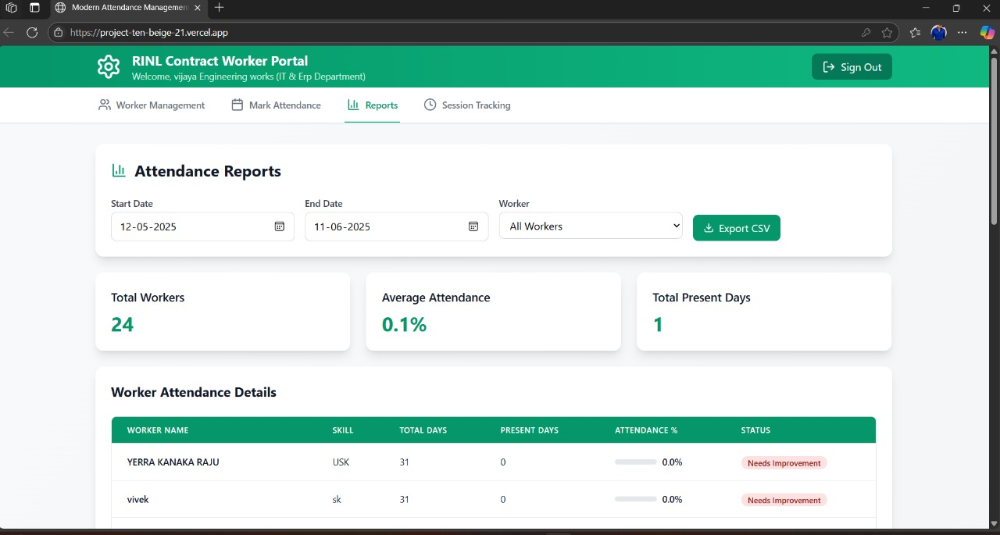 Modern Attendance Managemen
https://project-ten-beige-21.vercel.app
RINL Contract Worker Portal
Welcome, vijaya Engineering works (IT & Erp Department)
Sign Out
Worker Management
Mark Attendance
Reports
Session Tracking
Attendance Reports
Start Date
End Date
Worker
12-05-2025
11-06-2025
All Workers
Export CSV
Total Workers
Average Attendance
Total Present Days
24
0.1%
1
Worker Attendance Details
WORKER NAME SKILL TOTAL DAYS PRESENT DAYS ATTENDANCE % STATUS
YERRA KANAKA RAJU USK 31 0 0.0% Needs Improvement
vivek sk 31 0 0.0% Needs Improvement